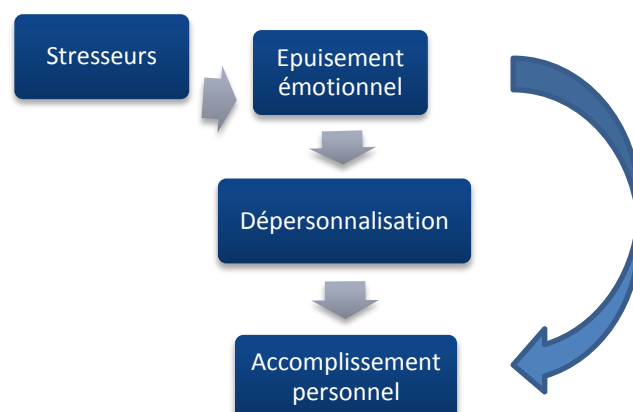 Stresseurs
Epuisement
émotionnel
Dépersonnalisation
Accomplissement
personnel